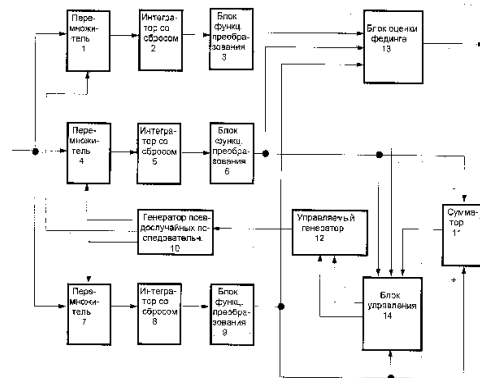 Пере-
множи-
тель
1
Интегра-
тор со
сбросом
2
Блок
функц.
преобра-
зования
3
Блок оценки
фединга
13
Пере-
множи-
тель
4
Интегра-
тор со
сбросом
5
Блок
функц.
преобра-
зования
6
Генератор псев-
дослучайных по-
следовательн.
10
Управляемый
генератор
12
Сумма-
тор
11
Пере-
множи-
тель
7
Интегра-
тор со
сбросом
8
Блок
функц.
преобра-
зования
9
Блок
управления
14
+